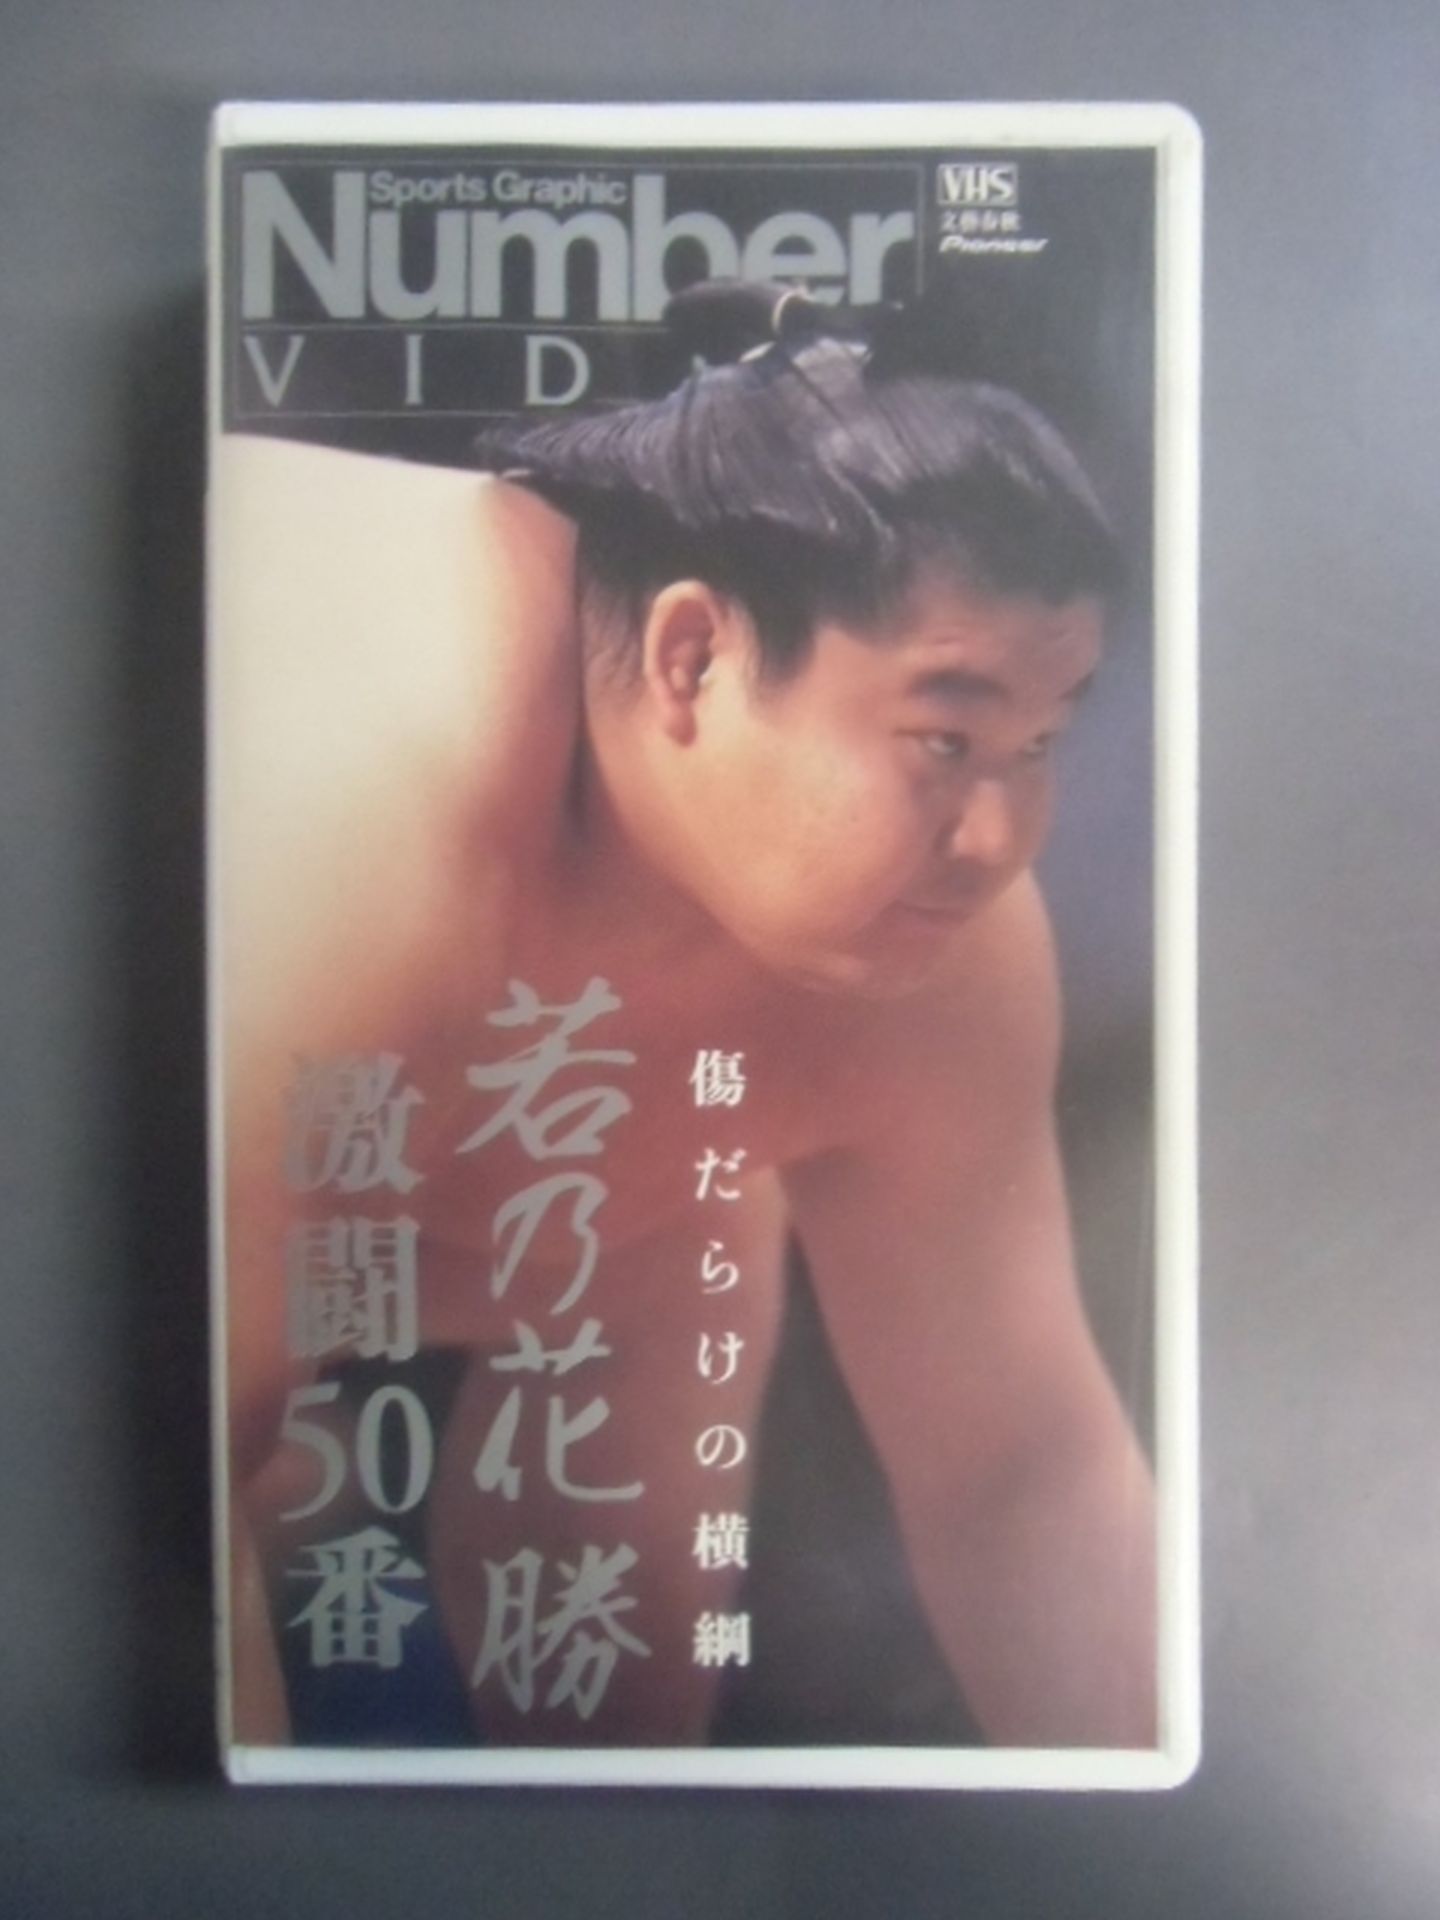 Sports Graphic
Number
VID
VHS
文藝春秋
Pioneer
傷だらけの横綱
若乃花勝
激闘50番